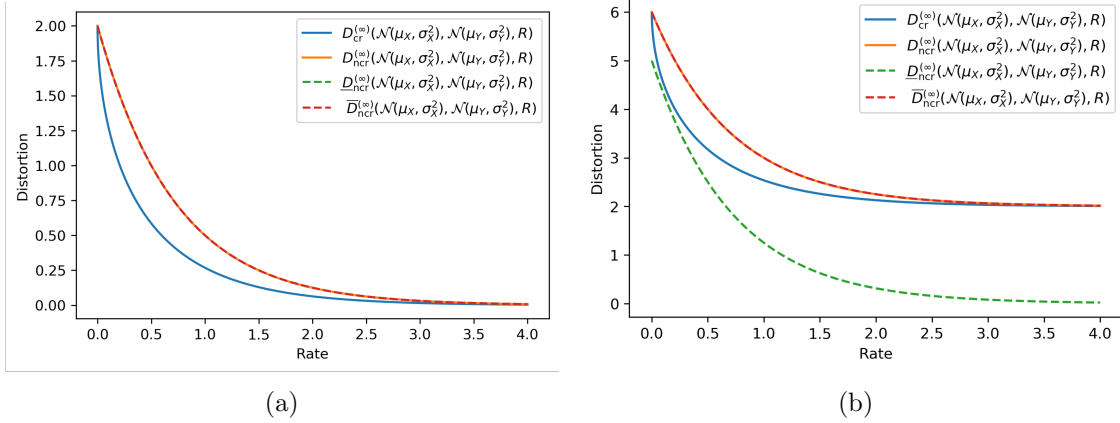 2.00
1.75
1.50
1.25
1.00
0.75
0.50
0.25
0.00
Distortion
D_cr^(∞)(𝒩(μ_X, σ_X^2), 𝒩(μ_Y, σ_Y^2), R)
D_ncr^(∞)(𝒩(μ_X, σ_X^2), 𝒩(μ_Y, σ_Y^2), R)
D̲_ncr^(∞)(𝒩(μ_X, σ_X^2), 𝒩(μ_Y, σ_Y^2), R)
D̅_ncr^(∞)(𝒩(μ_X, σ_X^2), 𝒩(μ_Y, σ_Y^2), R)
0.0 0.5 1.0 1.5 2.0 2.5 3.0 3.5 4.0
Rate
(a)
6
5
4
3
2
1
0
Distortion
D_cr^(∞)(𝒩(μ_X, σ_X^2), 𝒩(μ_Y, σ_Y^2), R)
D_ncr^(∞)(𝒩(μ_X, σ_X^2), 𝒩(μ_Y, σ_Y^2), R)
D̲_ncr^(∞)(𝒩(μ_X, σ_X^2), 𝒩(μ_Y, σ_Y^2), R)
D̅_ncr^(∞)(𝒩(μ_X, σ_X^2), 𝒩(μ_Y, σ_Y^2), R)
0.0 0.5 1.0 1.5 2.0 2.5 3.0 3.5 4.0
Rate
(b)